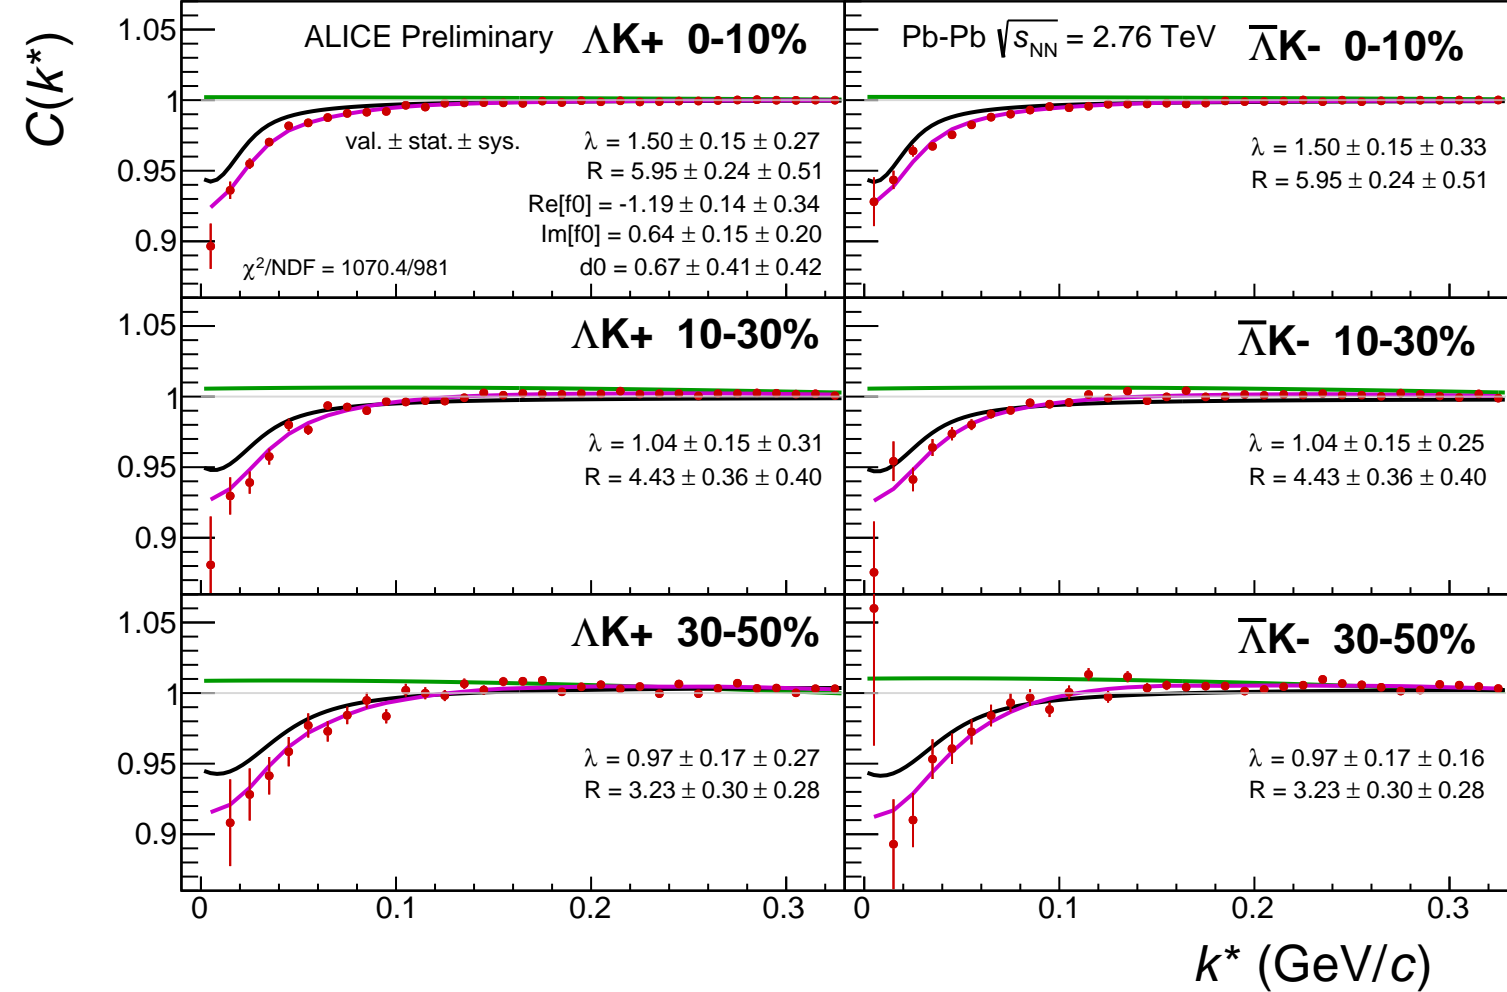 C(k*)
1.05
1
0.95
0.9
ALICE Preliminary ΛK+ 0-10%
val. ± stat. ± sys.
λ = 1.50 ± 0.15 ± 0.27
R = 5.95 ± 0.24 ± 0.51
Re[f0] = -1.19 ± 0.14 ± 0.34
Im[f0] = 0.64 ± 0.15 ± 0.20
χ²/NDF = 1070.4/981
d0 = 0.67 ± 0.41 ± 0.42
Pb-Pb √s_NN = 2.76 TeV Λ̅K- 0-10%
λ = 1.50 ± 0.15 ± 0.33
R = 5.95 ± 0.24 ± 0.51
1.05
1
0.95
0.9
ΛK+ 10-30%
λ = 1.04 ± 0.15 ± 0.31
R = 4.43 ± 0.36 ± 0.40
Λ̅K- 10-30%
λ = 1.04 ± 0.15 ± 0.25
R = 4.43 ± 0.36 ± 0.40
1.05
1
0.95
0.9
ΛK+ 30-50%
λ = 0.97 ± 0.17 ± 0.27
R = 3.23 ± 0.30 ± 0.28
Λ̅K- 30-50%
λ = 0.97 ± 0.17 ± 0.16
R = 3.23 ± 0.30 ± 0.28
0 0.1 0.2 0.3 0 0.1 0.2 0.3
k* (GeV/c)